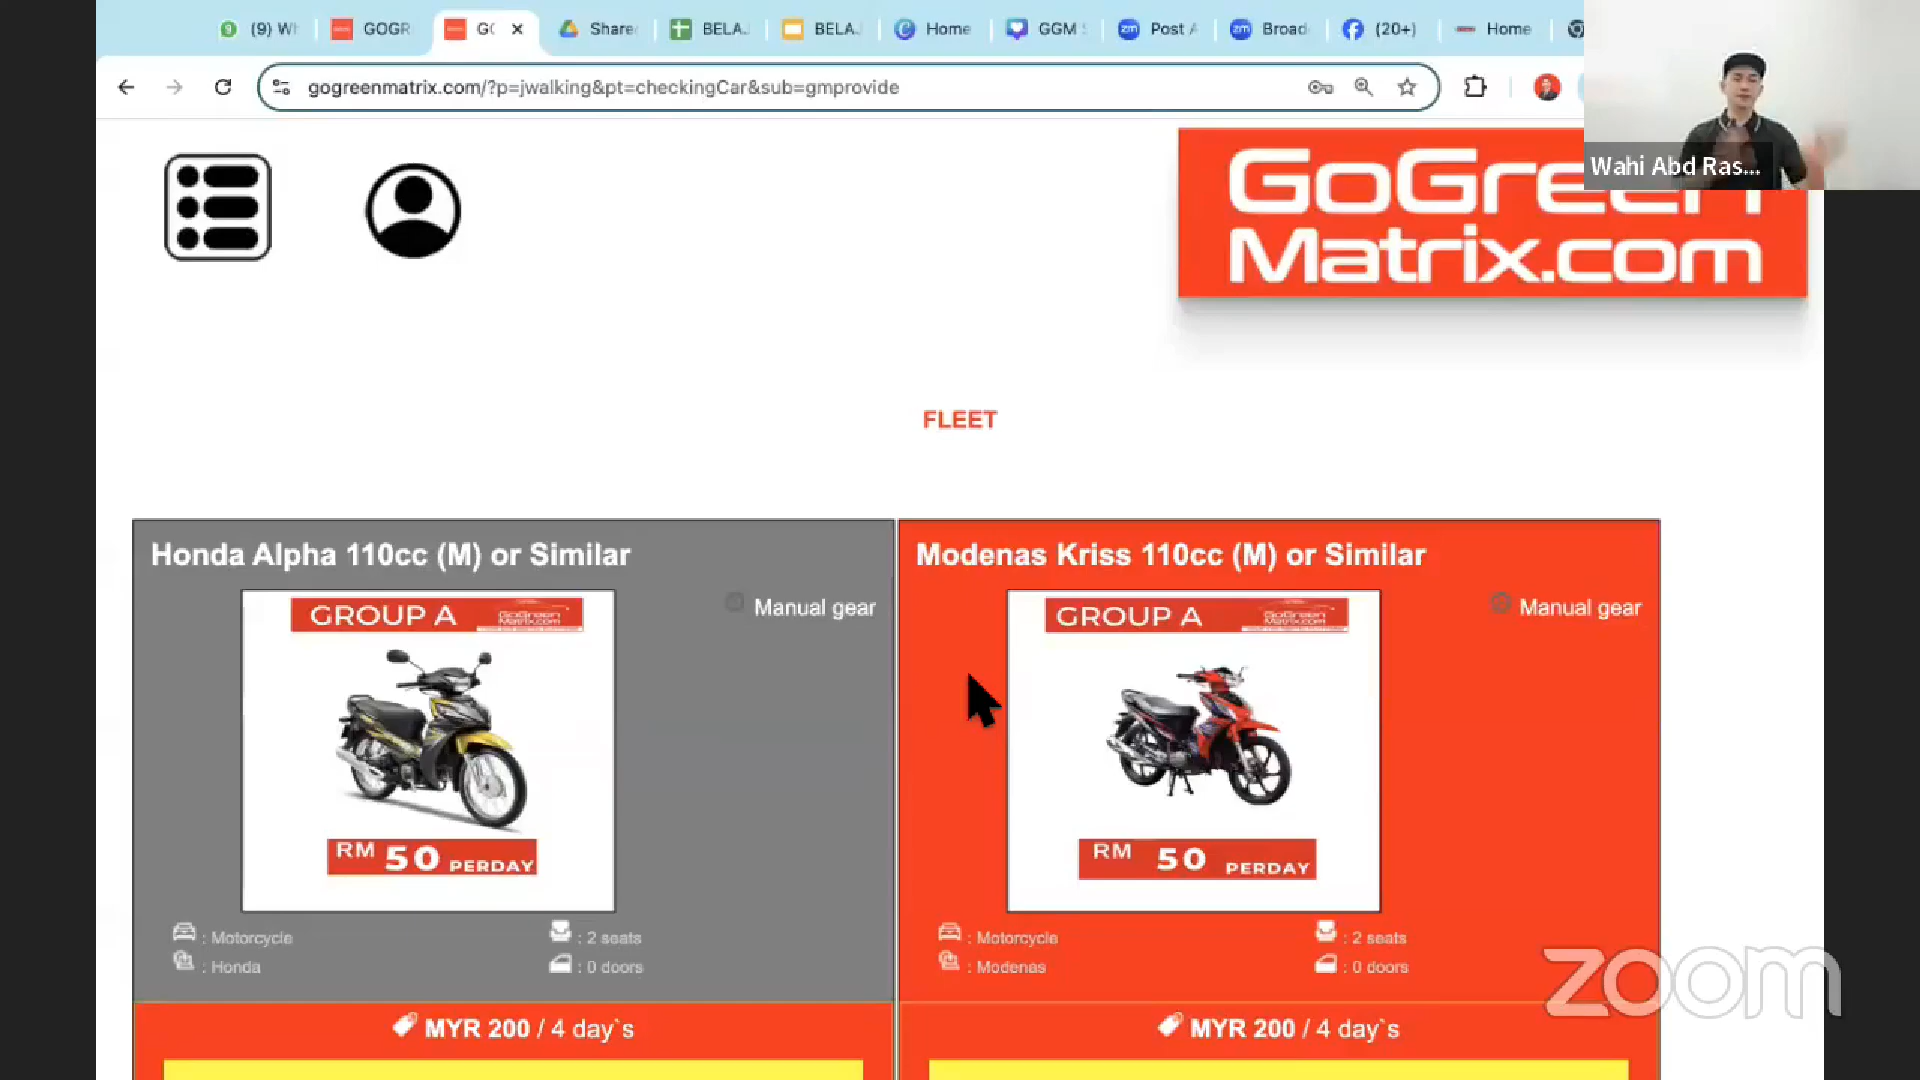 (9) Wh
GOGR
GO
Share
BELAJ
BELAJ
Home
GGM S
Post A
Broad
(20+)
Home
gogreenmatrix.com/?p=jwalking&pt=checkingCar&sub=gmprovide
Wahi Abd Ras...
GoGreen
Matrix.com
FLEET
Honda Alpha 110cc (M) or Similar
Manual gear
GROUP A
GoGreen
Matrix.com
RM 50 PERDAY
: Motorcycle
: 2 seats
: Honda
: 0 doors
MYR 200 / 4 day`s
Modenas Kriss 110cc (M) or Similar
Manual gear
GROUP A
GoGreen
Matrix.com
RM 50 PERDAY
: Motorcycle
: 2 seats
: Modenas
: 0 doors
MYR 200 / 4 day`s
zoom